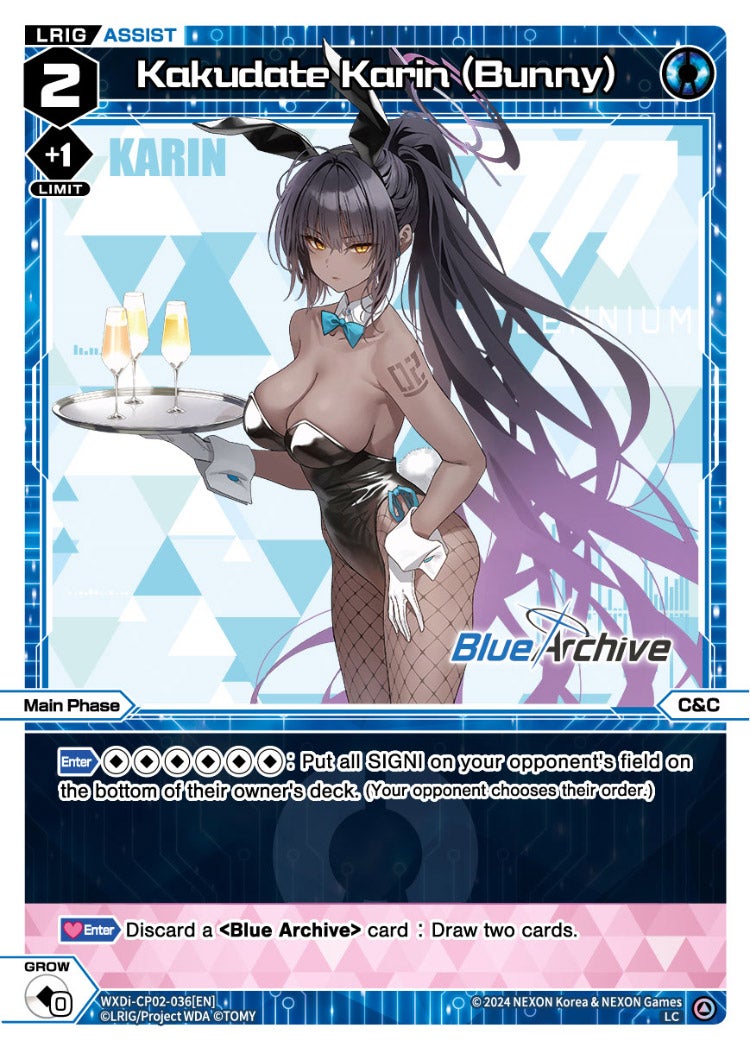 LRIG ASSIST
2
Kakudate Karin (Bunny)
+1
LIMIT
KARIN
MILLENNIUM
02
Blue Archive
Main Phase
C&C
Enter : Put all SIGNI on your opponent's field on
the bottom of their owner's deck. (Your opponent chooses their order.)
Enter Discard a <Blue Archive> card : Draw two cards.
GROW
0
WXDi-CP02-036[EN]
©LRIG/Project WDA ©TOMY
© 2024 NEXON Korea & NEXON Games
LC